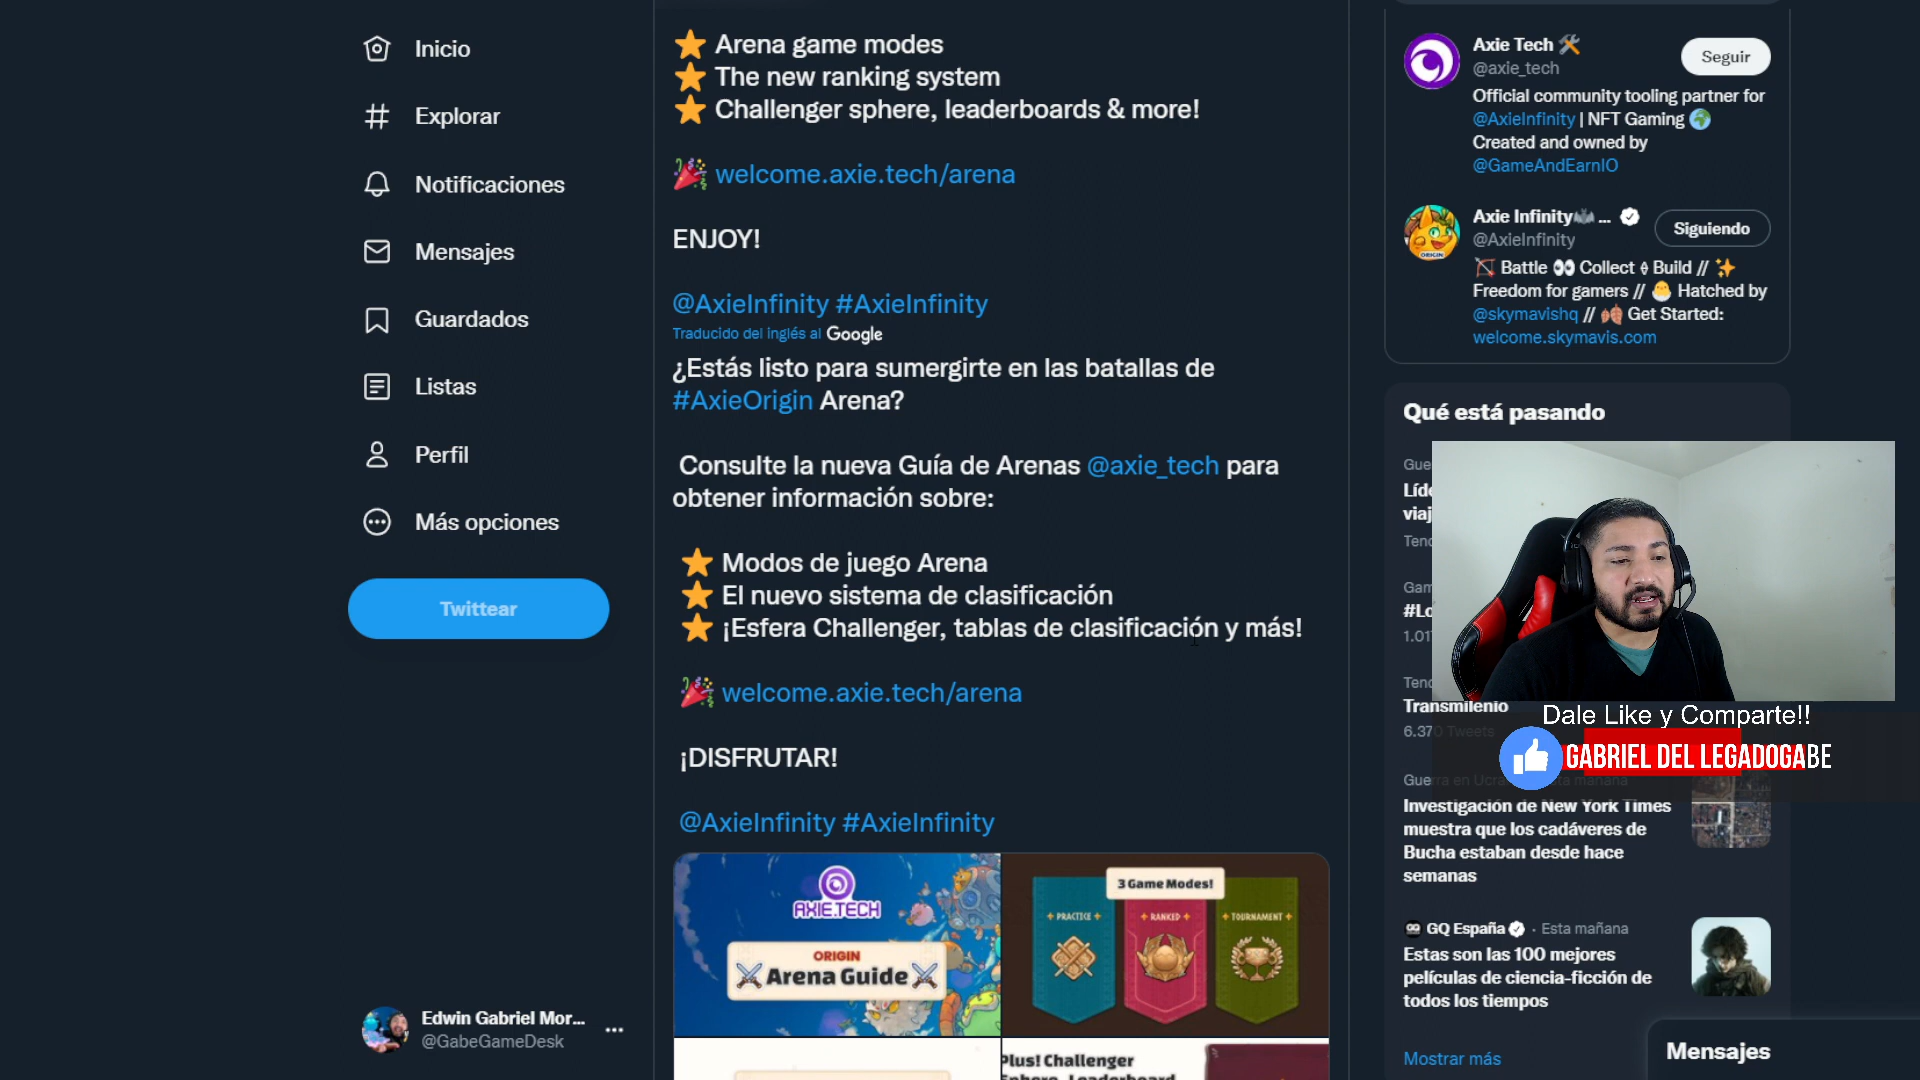 Inicio
Explorar
Notificaciones
Mensajes
Guardados
Listas
Perfil
Más opciones
Twittear
Edwin Gabriel Mor...
@GabeGameDesk
⭐ Arena game modes
⭐ The new ranking system
⭐ Challenger sphere, leaderboards & more!
🎉 welcome.axie.tech/arena
ENJOY!
@AxieInfinity #AxieInfinity
Traducido del inglés al Google
¿Estás listo para sumergirte en las batallas de
#AxieOrigin Arena?
Consulte la nueva Guía de Arenas @axie_tech para
obtener información sobre:
⭐ Modos de juego Arena
⭐ El nuevo sistema de clasificación
⭐ ¡Esfera Challenger, tablas de clasificación y más!
🎉 welcome.axie.tech/arena
¡DISFRUTAR!
@AxieInfinity #AxieInfinity
AXIE.TECH
ORIGIN
Arena Guide
3 Game Modes!
PRACTICE
RANKED
TOURNAMENT
Plus! Challenger
Sphere, Leaderboard
Axie Tech 🛠
@axie_tech
Seguir
Official community tooling partner for
@AxieInfinity | NFT Gaming 🌍
Created and owned by
@GameAndEarnIO
Axie Infinity🦇 ...
@AxieInfinity
Siguiendo
ORIGIN
🏹 Battle 👀 Collect ⚱ Build // ✨
Freedom for gamers // 🐣 Hatched by
@skymavishq // 🫁 Get Started:
welcome.skymavis.com
Qué está pasando
Gue
Líde
viaj
Tend
Gam
#Lo
1.01
Tend
Transmilenio
6.370 Tweets
Dale Like y Comparte!!
GABRIEL DEL LEGADOGABE
Guerra en Ucra esta mañana
Investigación de New York Times
muestra que los cadáveres de
Bucha estaban desde hace
semanas
GQ España · Esta mañana
Estas son las 100 mejores
películas de ciencia-ficción de
todos los tiempos
Mostrar más
Mensajes